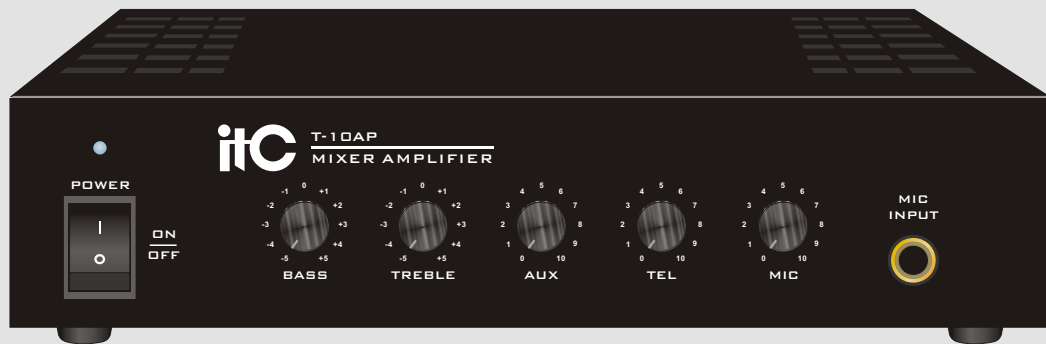 itC
T-10AP
MIXER AMPLIFIER
POWER
I
O
ON
OFF
-5 -4 -3 -2 -1 0 +1 +2 +3 +4 +5
BASS
-5 -4 -3 -2 -1 0 +1 +2 +3 +4 +5
TREBLE
0 1 2 3 4 5 6 7 8 9 10
AUX
0 1 2 3 4 5 6 7 8 9 10
TEL
0 1 2 3 4 5 6 7 8 9 10
MIC
MIC
INPUT